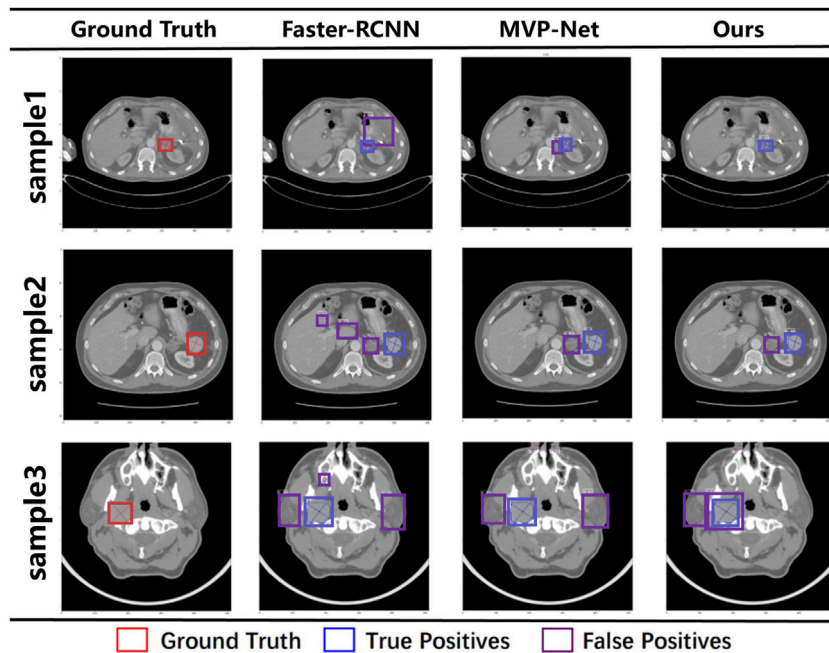 Ground Truth Faster-RCNN MVP-Net Ours
sample1
sample2
sample3
Ground Truth True Positives False Positives